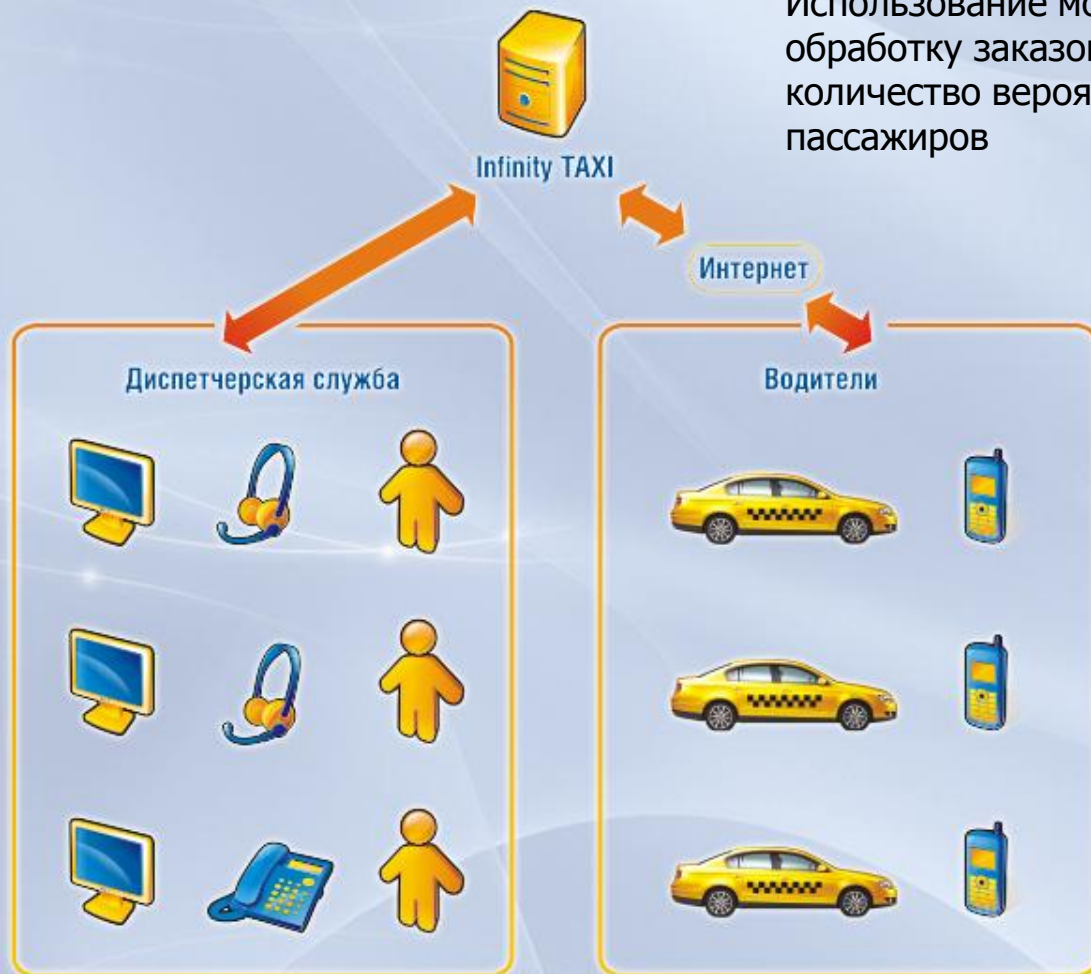 Использование
обработку
количество
пассажиров
Infinity TAXI
Интернет
Диспетчерская служба
Водители